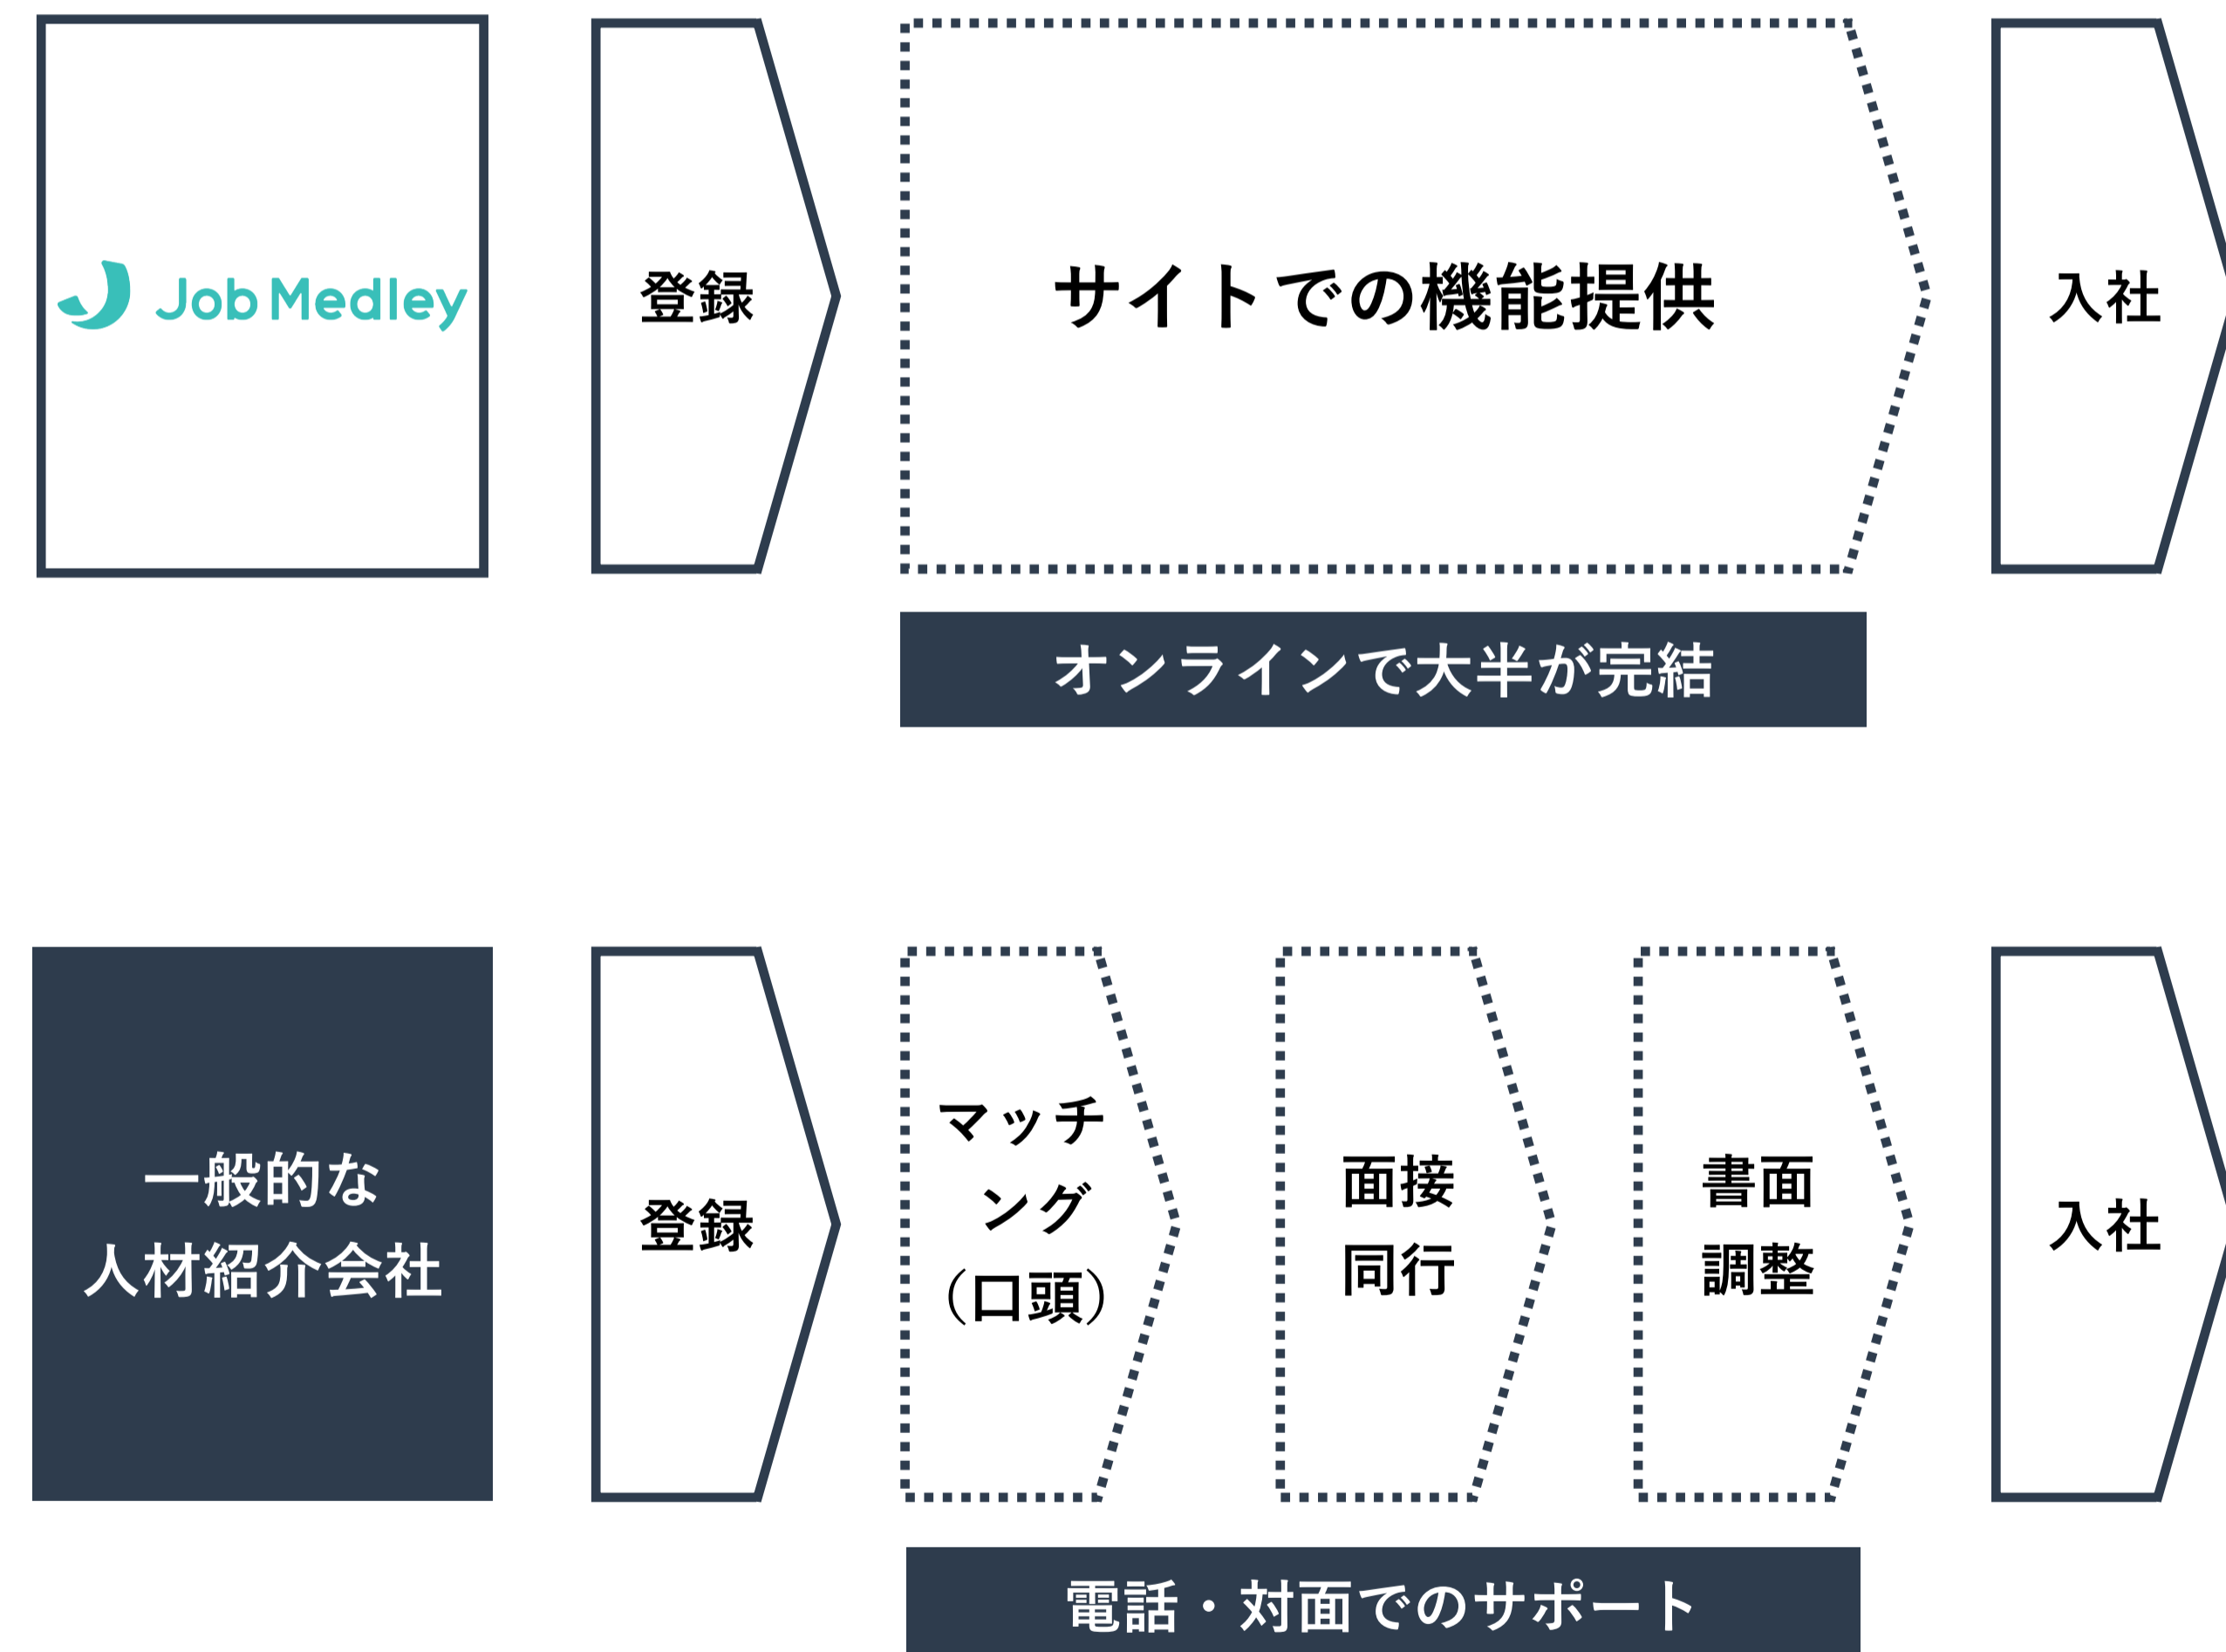 Job Medley
登録
サイトでの機能提供
入社
オンラインで大半が完結
一般的な
人材紹介会社
登録
マッチ
ング
（口頭）
面接
同行
書面
調整
入社
電話・対面でのサポート